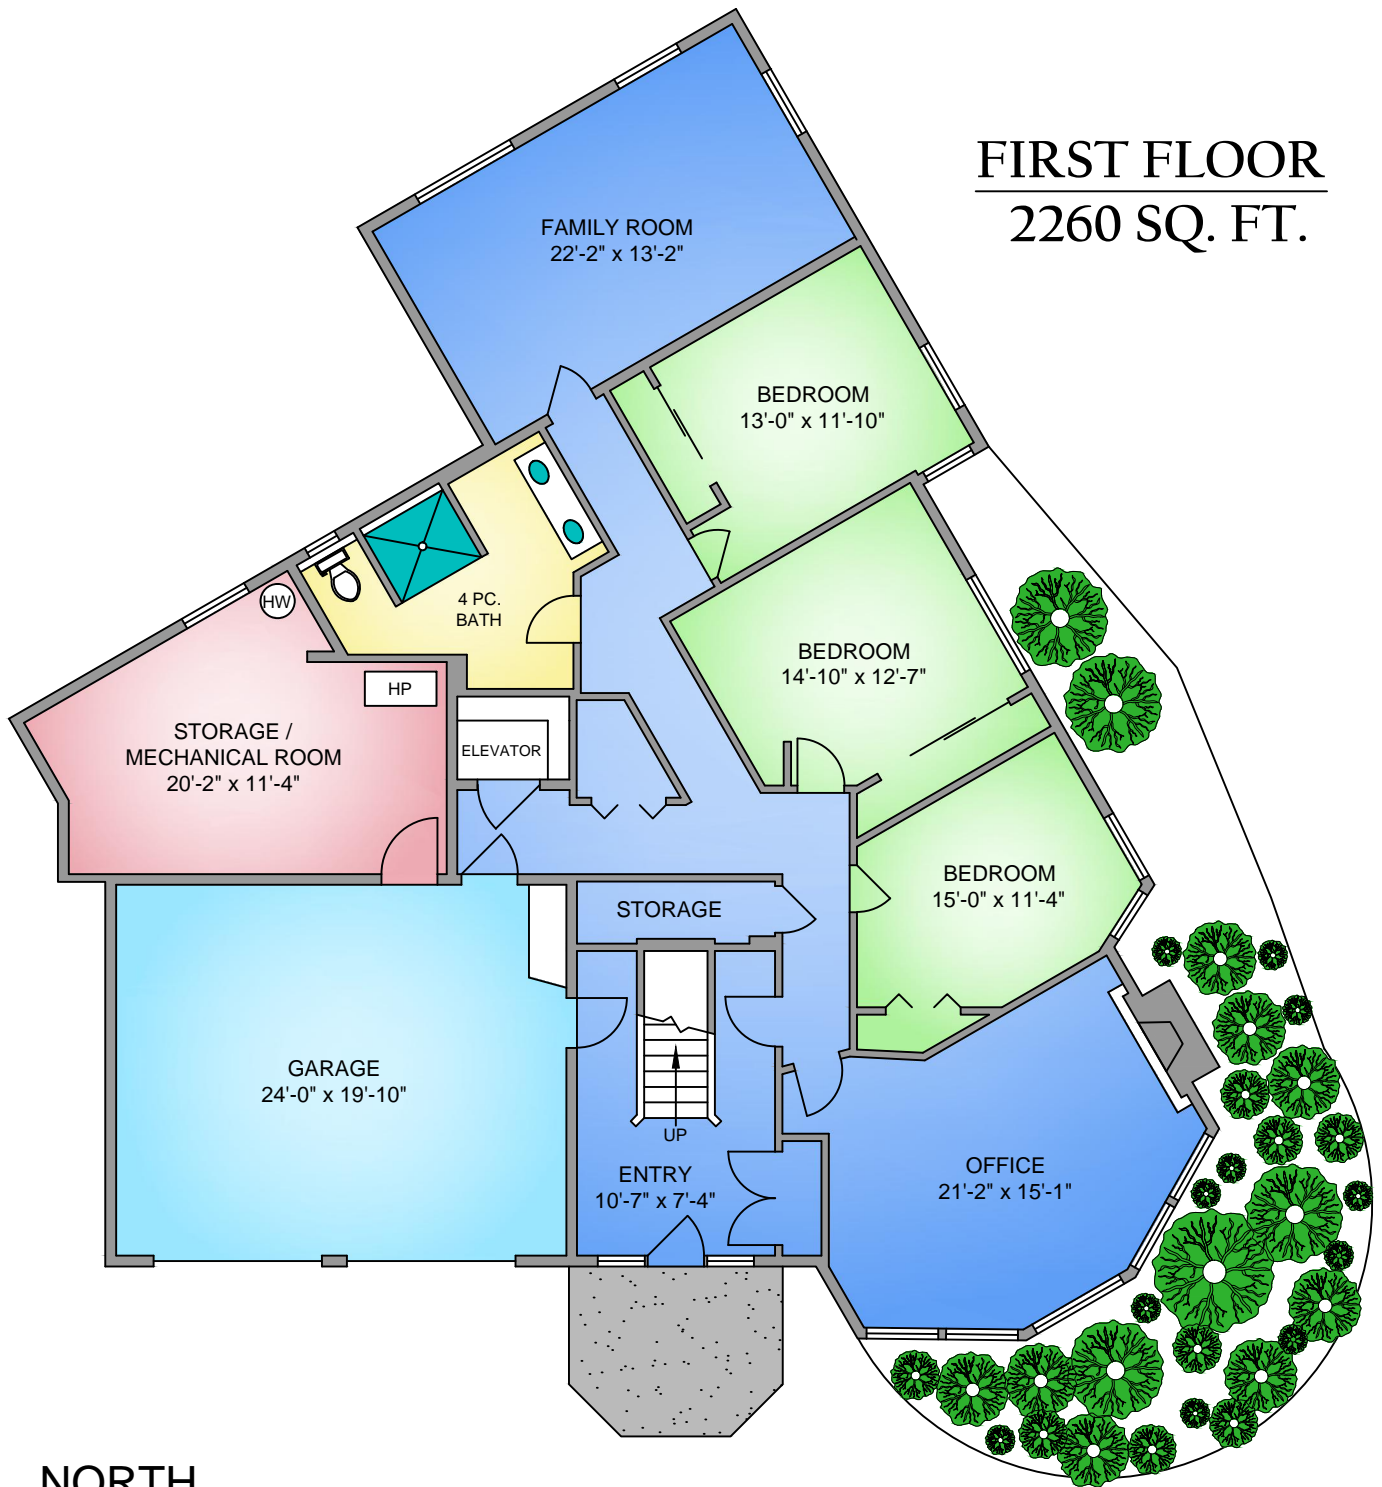 FIRST FLOOR
2260 SQ. FT.
FAMILY ROOM
22'-2" x 13'-2"
BEDROOM
13'-0" x 11'-10"
HW
4 PC.
BATH
BEDROOM
14'-10" x 12'-7"
HP
STORAGE /
MECHANICAL ROOM
20'-2" x 11'-4"
ELEVATOR
BEDROOM
15'-0" x 11'-4"
STORAGE
GARAGE
24'-0" x 19'-10"
UP
ENTRY
10'-7" x 7'-4"
OFFICE
21'-2" x 15'-1"
NORTH